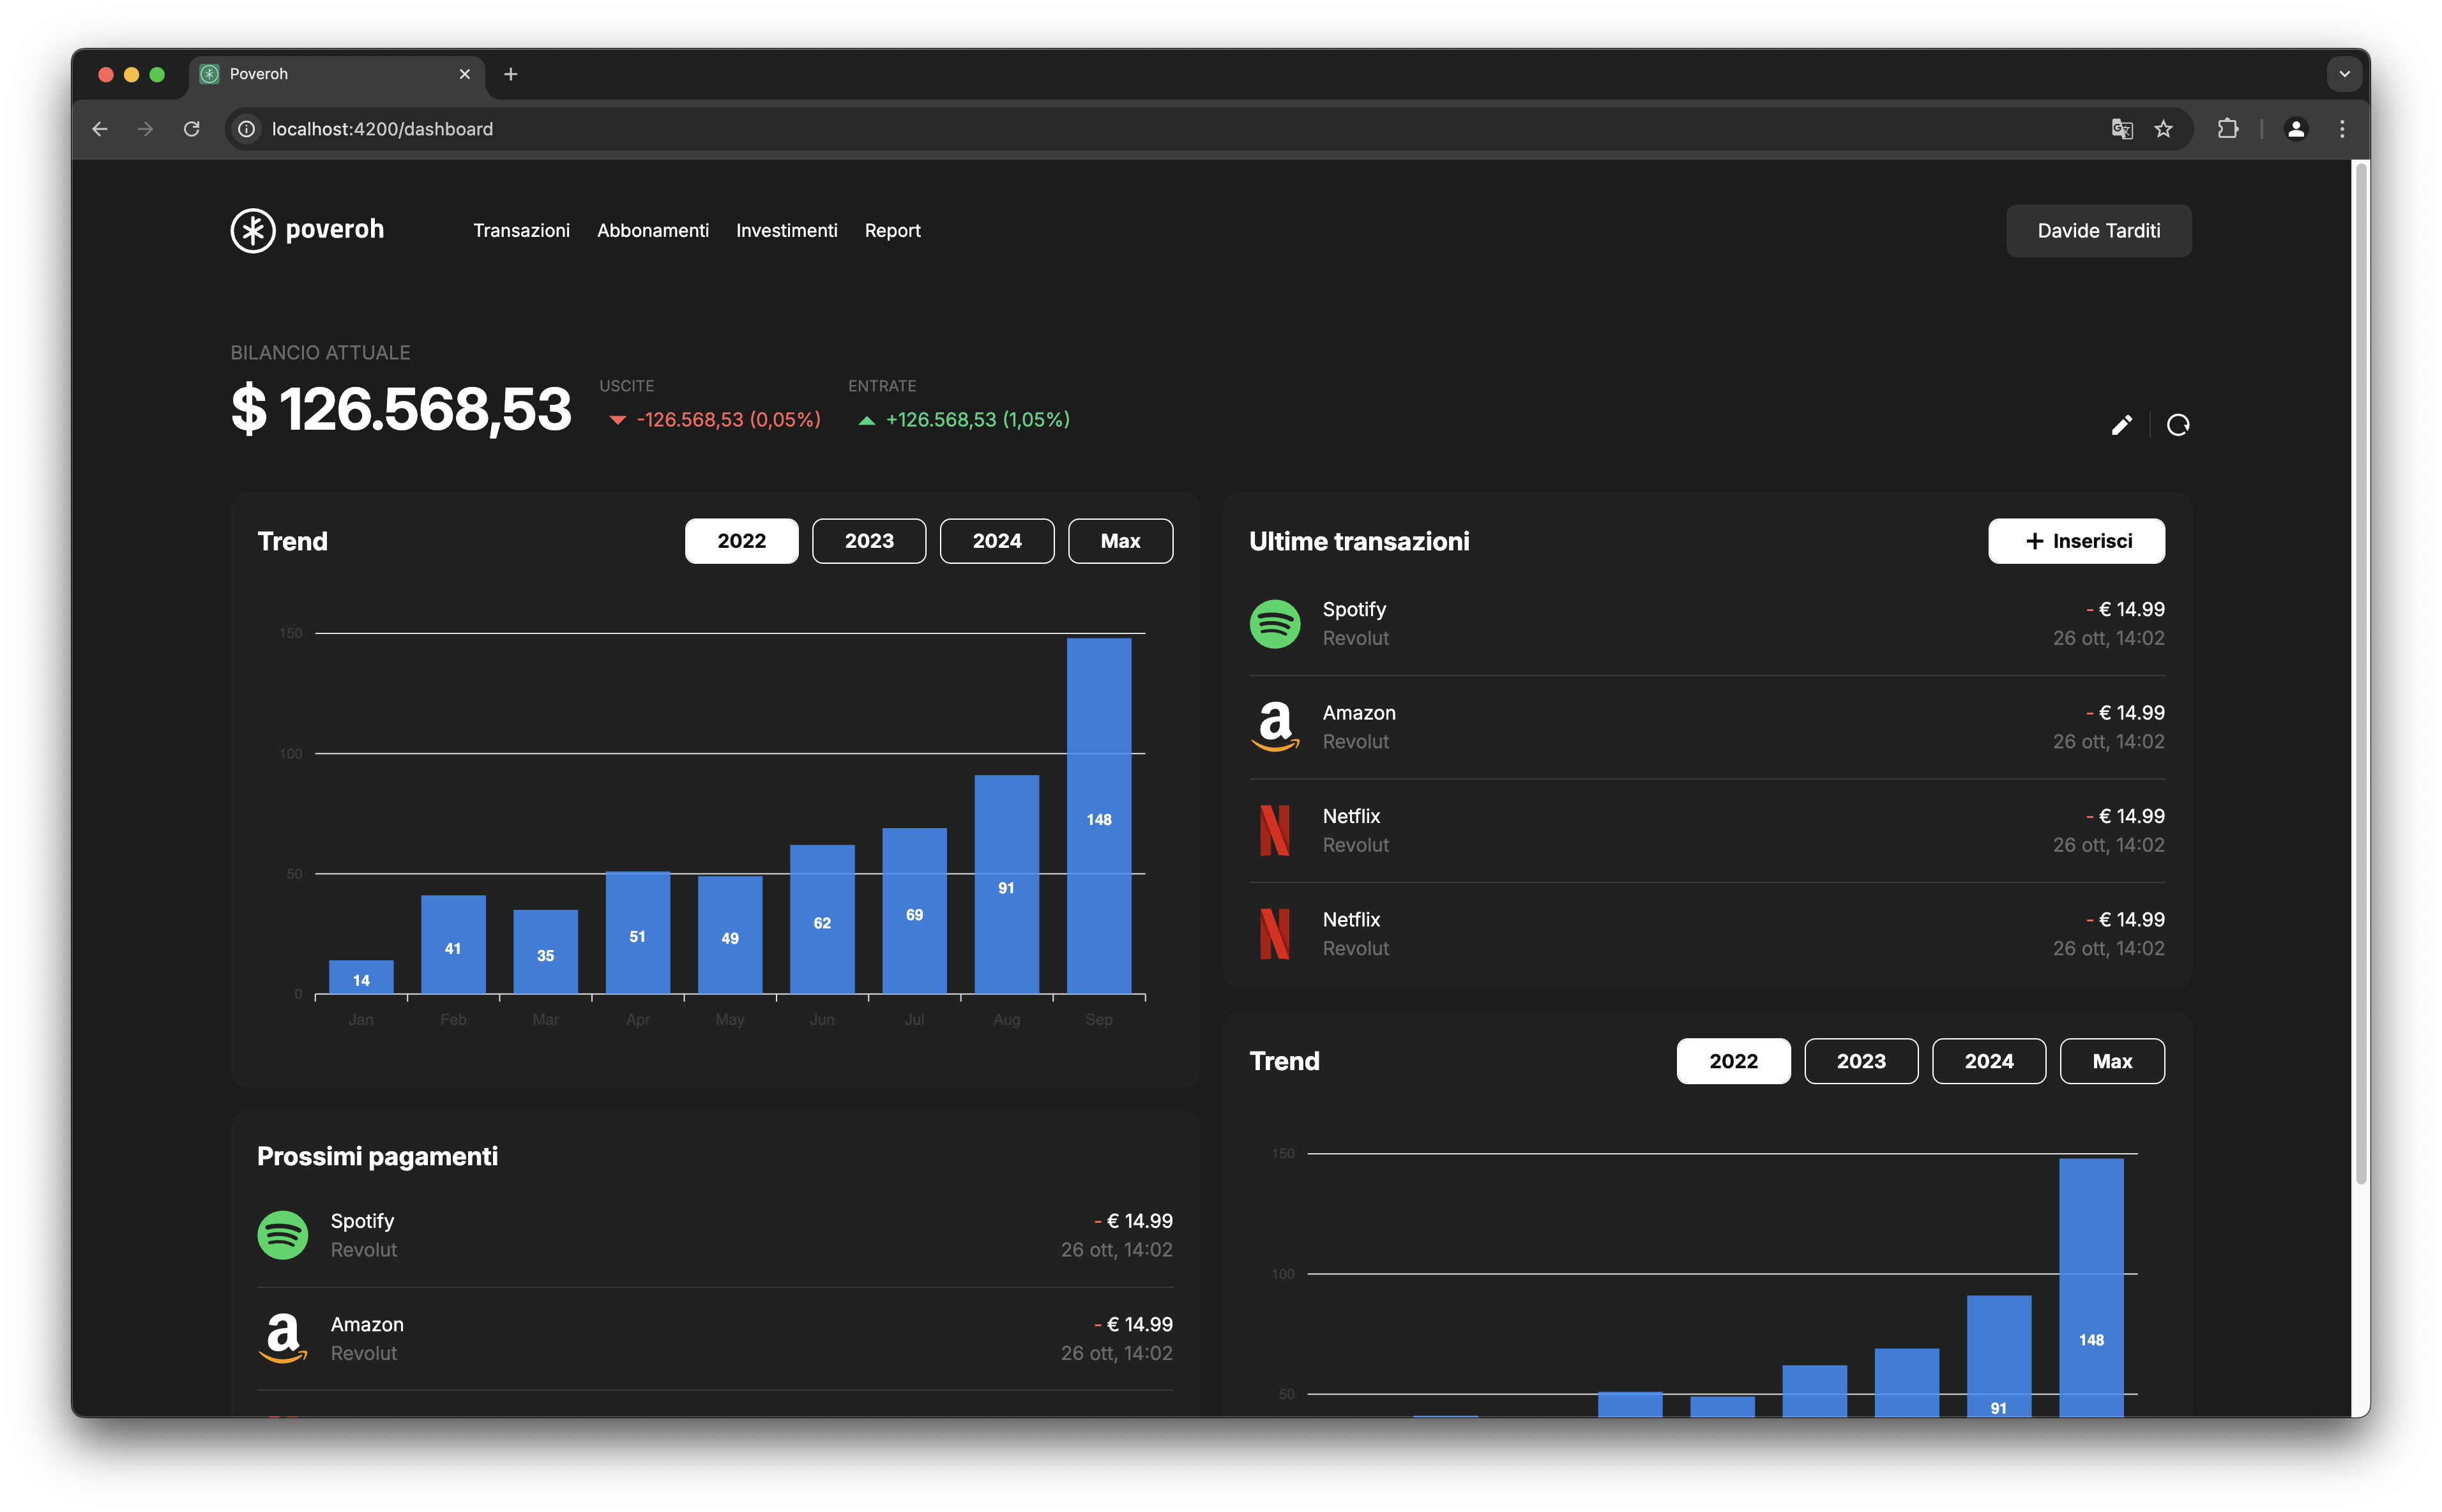 Poveroh
localhost:4200/dashboard
poveroh
Transazioni Abbonamenti Investimenti Report
Davide Tarditi
BILANCIO ATTUALE
$ 126.568,53
USCITE
-126.568,53 (0,05%)
ENTRATE
+126.568,53 (1,05%)
Trend
2022 2023 2024 Max
150
100
50
0
14
41
35
51
49
62
69
91
148
Jan Feb Mar Apr May Jun Jul Aug Sep
Prossimi pagamenti
Spotify - € 14.99
Revolut 26 ott, 14:02
Amazon - € 14.99
Revolut 26 ott, 14:02
Ultime transazioni
+ Inserisci
Spotify - € 14.99
Revolut 26 ott, 14:02
Amazon - € 14.99
Revolut 26 ott, 14:02
Netflix - € 14.99
Revolut 26 ott, 14:02
Netflix - € 14.99
Revolut 26 ott, 14:02
Trend
2022 2023 2024 Max
150
100
50
91
148